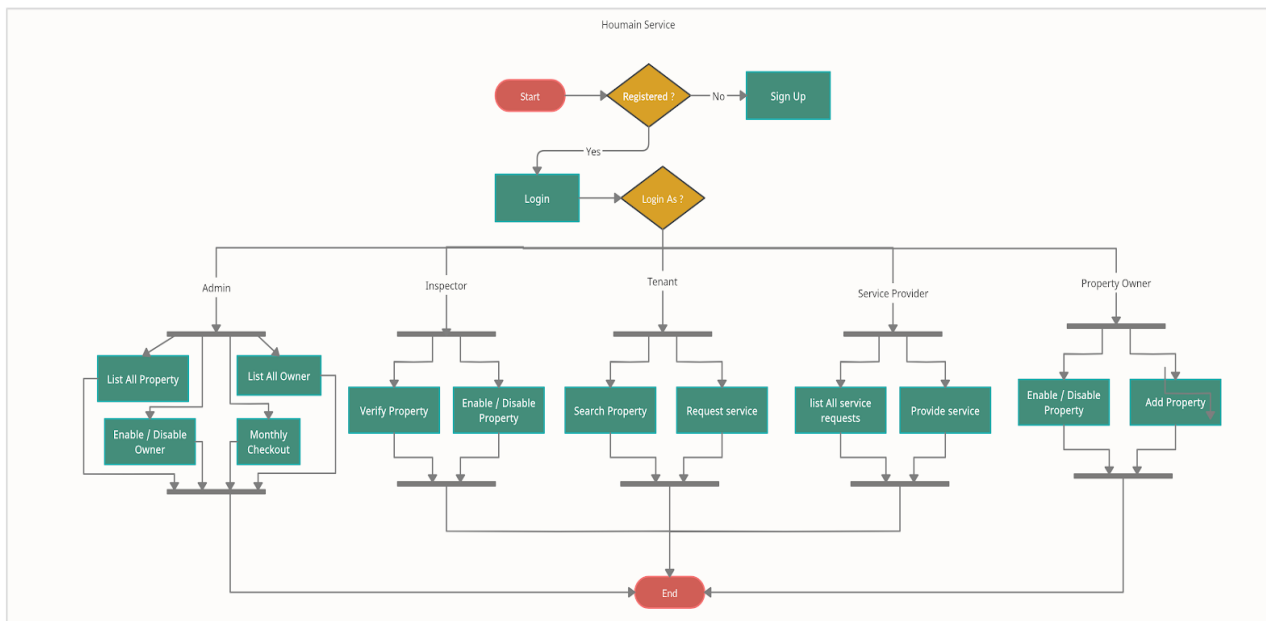 Houmain Service
Start
Registered ?
No
Sign Up
Yes
Login
Login As ?
Admin
Inspector
Tenant
Service Provider
Property Owner
List All Property
List All Owner
Enable / Disable
Owner
Monthly
Checkout
Verify Property
Enable / Disable
Property
Search Property
Request service
list All service
requests
Provide service
Enable / Disable
Property
Add Property
End